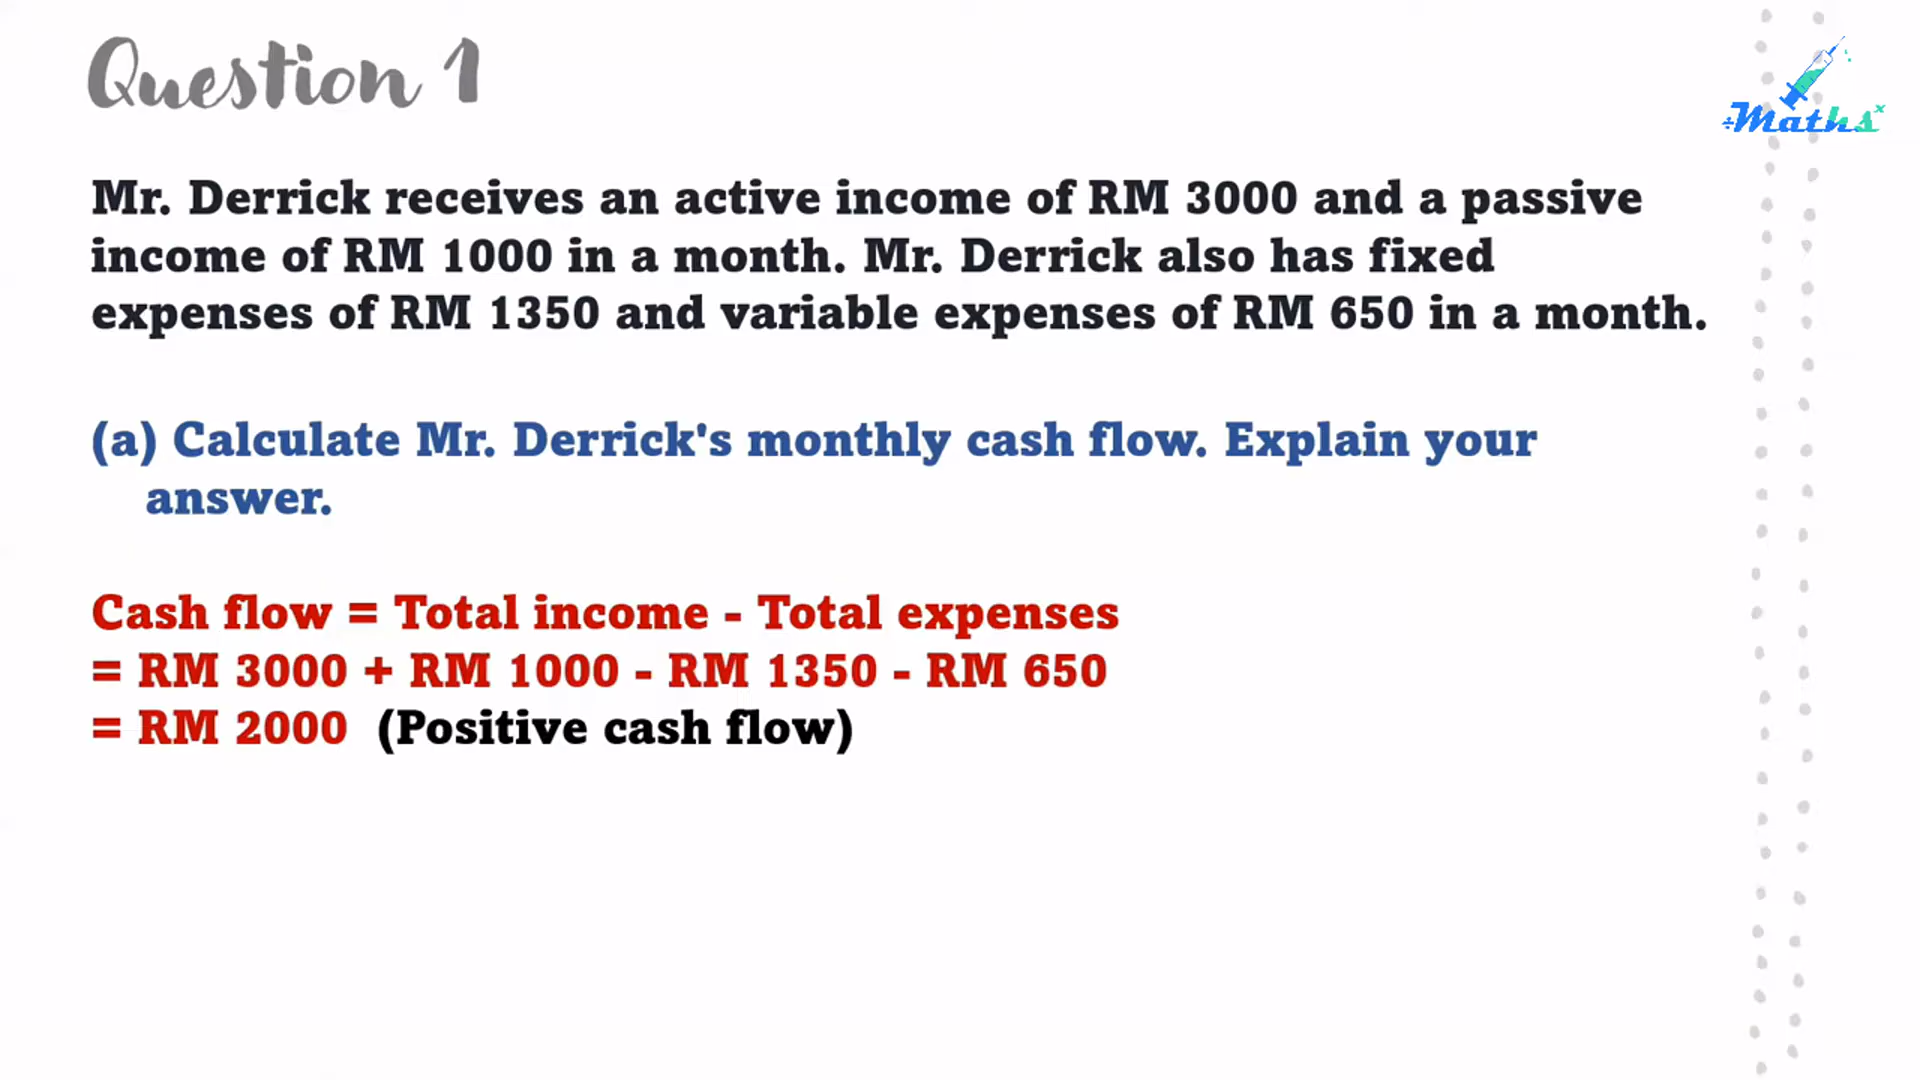 Question 1
÷Maths×
Mr. Derrick receives an active income of RM 3000 and a passive
income of RM 1000 in a month. Mr. Derrick also has fixed
expenses of RM 1350 and variable expenses of RM 650 in a month.
(a) Calculate Mr. Derrick's monthly cash flow. Explain your
answer.
Cash flow = Total income - Total expenses
= RM 3000 + RM 1000 - RM 1350 - RM 650
= RM 2000 (Positive cash flow)